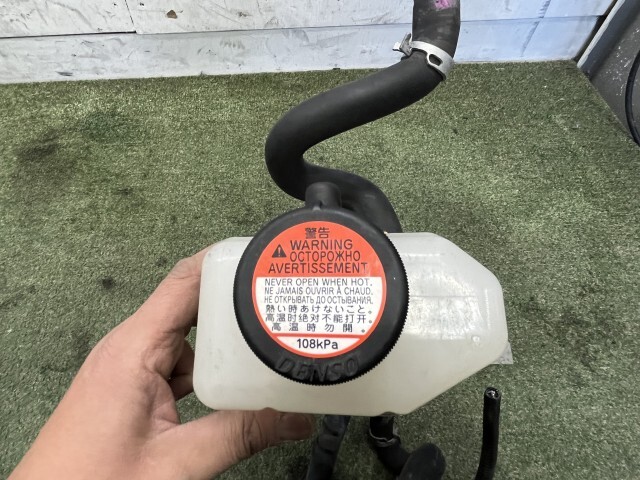 警告
WARNING
ОСТОРОЖНО
AVERTISSEMENT
NEVER OPEN WHEN HOT.
NE JAMAIS OUVRIR À CHAUD.
НЕ ОТКРЫВАТЬ ДО ОСТЫВАНИЯ.
熱い時あけないこと。
高温时绝对不能打开。
高温時勿開。
108kPa
DENSO